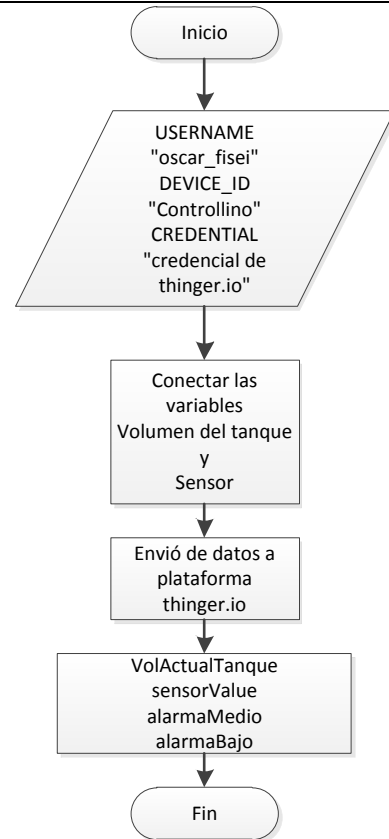 Inicio
USERNAME
"oscar_fisei"
DEVICE_ID
"Controllino"
CREDENTIAL
"credencial de
thinger.io"
Conectar las
variables
Volumen del tanque
y
Sensor
Envió de datos a
plataforma
thinger.io
VolActualTanque
sensorValue
alarmaMedio
alarmaBajo
Fin